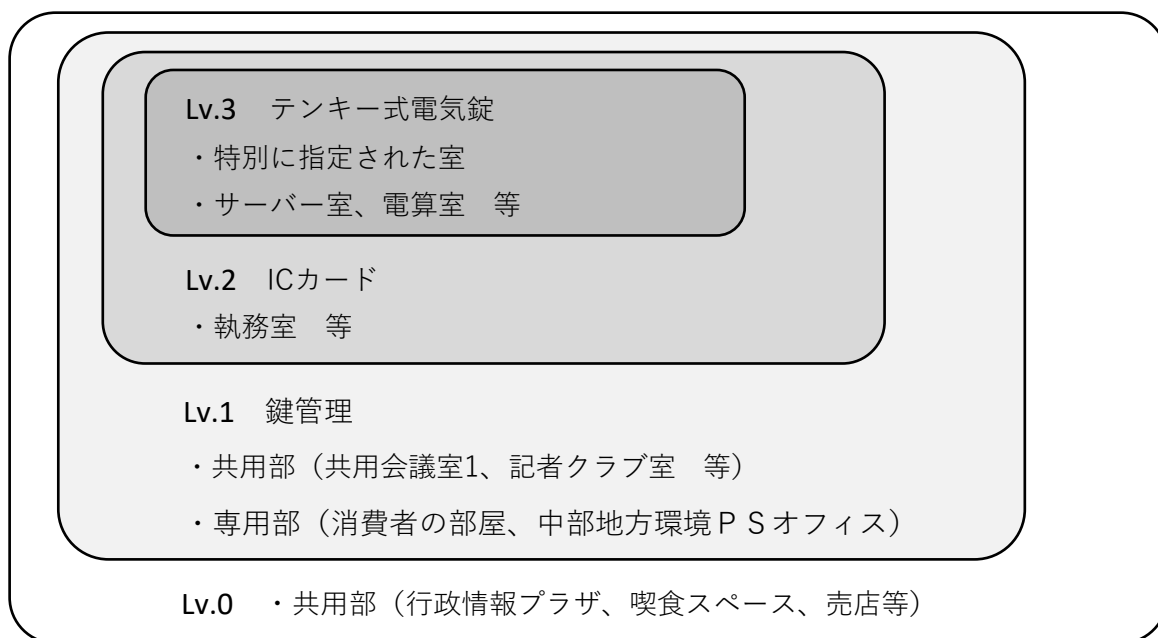 Lv.3　テンキー式電気錠
・特別に指定された室
・サーバー室、電算室　等
Lv.2　ICカード
・執務室　等
Lv.1　鍵管理
・共用部（共用会議室1、記者クラブ室　等）
・専用部（消費者の部屋、中部地方環境ＰＳオフィス）
Lv.0　・共用部（行政情報プラザ、喫食スペース、売店等）